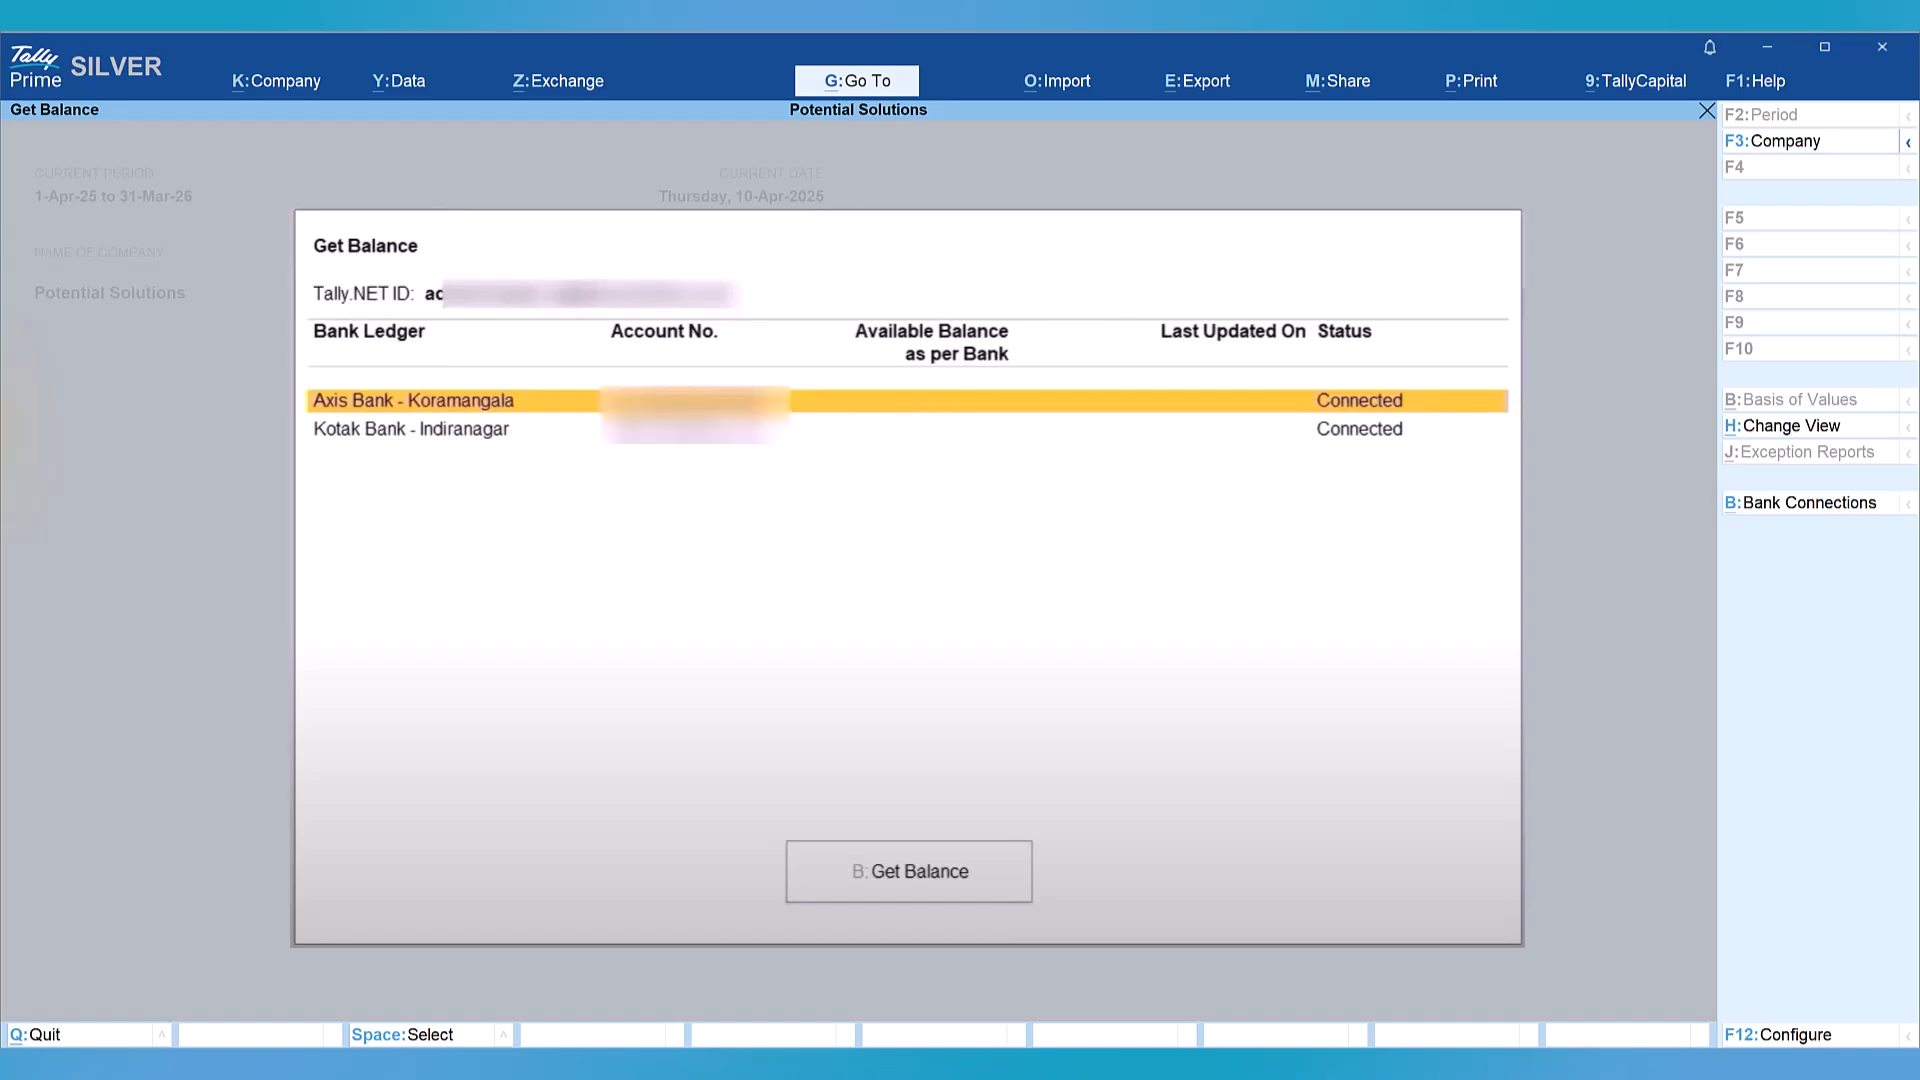 Tally
Prime SILVER
K:Company Y:Data Z:Exchange G:Go To O:Import E:Export M:Share P:Print 9:TallyCapital F1:Help
Get Balance Potential Solutions
F2:Period
F3:Company
F4
CURRENT PERIOD CURRENT DATE
1-Apr-25 to 31-Mar-26 Thursday, 10-Apr-2025
F5
NAME OF COMPANY
Potential Solutions
F6
F7
F8
F9
F10
Get Balance
Tally.NET ID: ad
Bank Ledger Account No. Available Balance as per Bank Last Updated On Status
Axis Bank - Koramangala Connected
Kotak Bank - Indiranagar Connected
B:Basis of Values
H:Change View
J:Exception Reports
B:Bank Connections
B: Get Balance
Q:Quit Space:Select F12:Configure